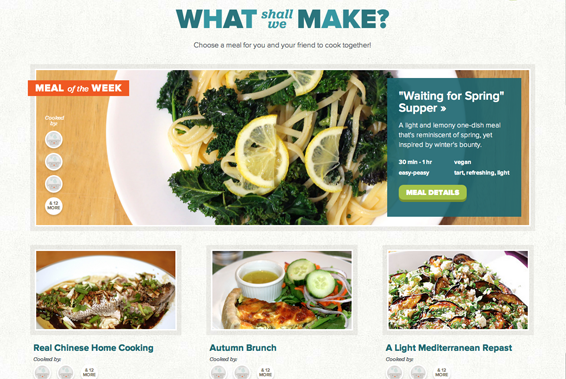 WHAT shall we MAKE?
Choose a meal for you and your friend to cook together!
MEAL of the WEEK
Cooked
by:
& 12
MORE
"Waiting for Spring"
Supper »
A light and lemony one-dish meal
that's reminiscent of spring, yet
inspired by winter's bounty.
30 min - 1 hr vegan
easy-peasy tart, refreshing, light
MEAL DETAILS
Real Chinese Home Cooking
Cooked by:
& 12
MORE
Autumn Brunch
Cooked by:
& 12
MORE
A Light Mediterranean Repast
Cooked by:
& 12
MORE